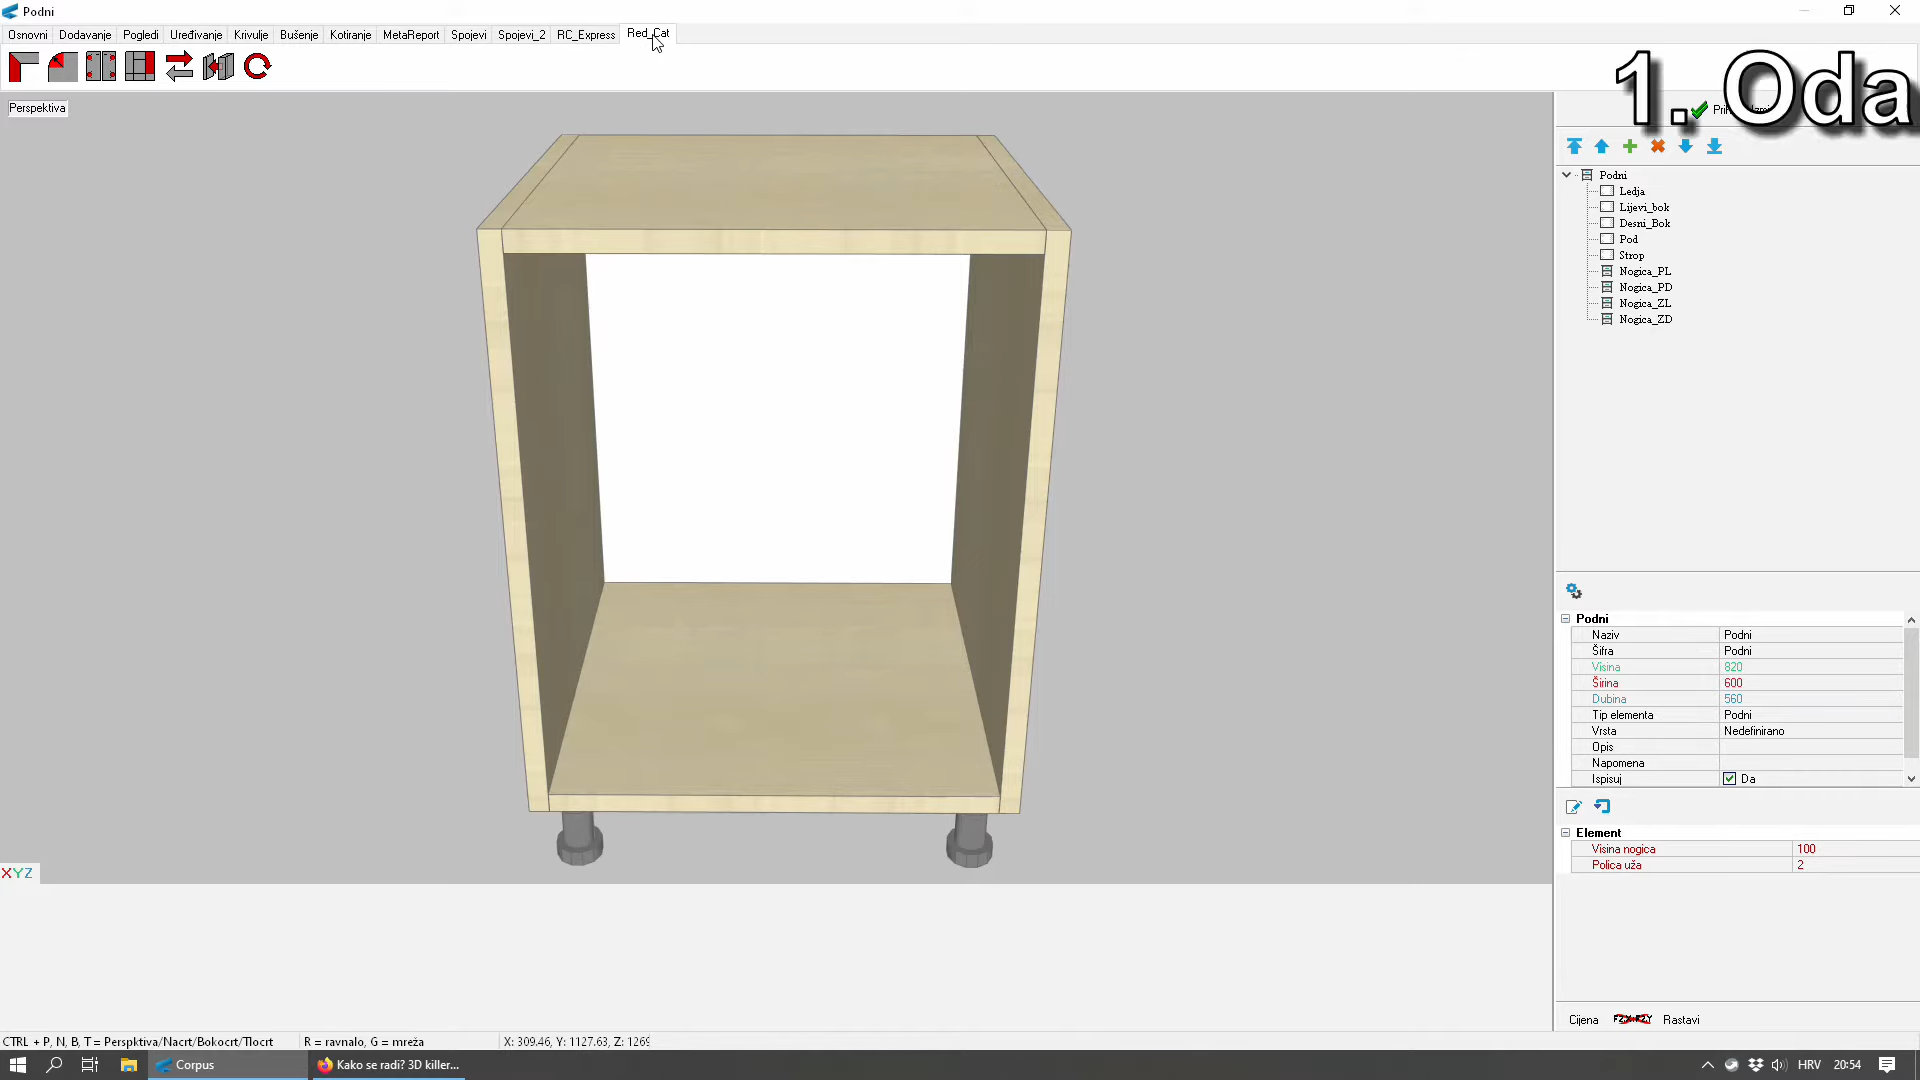 Podni
Osnovni Dodavanje Pogledi Uređivanje Krivulje Bušenje Kotiranje MetaReport Spojevi Spojevi_2 RC_Express Red_Cat
1. Oda
Perspektiva
Podni
Ledja
Lijevi_bok
Desni_Bok
Pod
Strop
Nogica_PL
Nogica_PD
Nogica_ZL
Nogica_ZD
Podni
Naziv Podni
Šifra Podni
Visina 820
Širina 600
Dubina 560
Tip elementa Podni
Vrsta Nedefinirano
Opis
Napomena
Ispisuj Da
Element
Visina nogica 100
Polica uža 2
XYZ
Cijena Rastavi
CTRL + P, N, B, T = Perspktiva/Nacrt/Bokocrt/Tlocrt R = ravnalo, G = mreža X: 309.46, Y: 1127.63, Z: 1269
Corpus Kako se radi? 3D killer... HRV 20:54